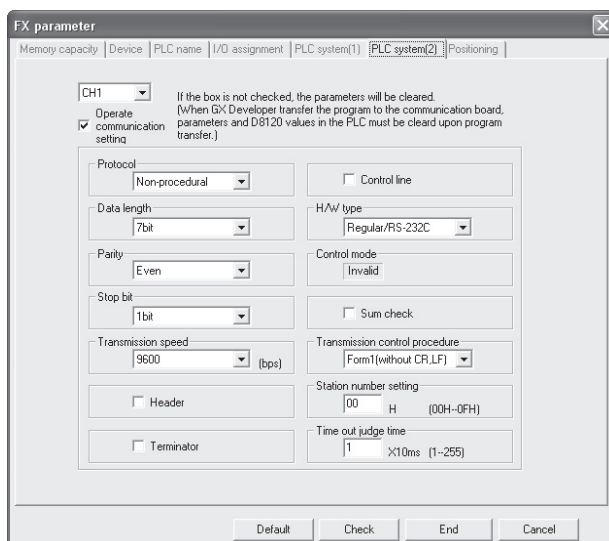 FX parameter
Memory capacity Device PLC name I/O assignment PLC system(1) PLC system(2) Positioning
CH1
If the box is not checked, the parameters will be cleared.
(When GX Developer transfer the program to the communication board,
parameters and D8120 values in the PLC must be cleard upon program
transfer.)
Operate
communication
setting
Protocol
Non-procedural
Control line
Data length
7bit
H/W type
Regular/RS-232C
Parity
Even
Control mode
Invalid
Stop bit
1bit
Sum check
Transmission speed
9600 (bps)
Transmission control procedure
Form1(without CR,LF)
Header
Station number setting
00 H (00H--0FH)
Terminator
Time out judge time
1 X10ms (1--255)
Default Check End Cancel